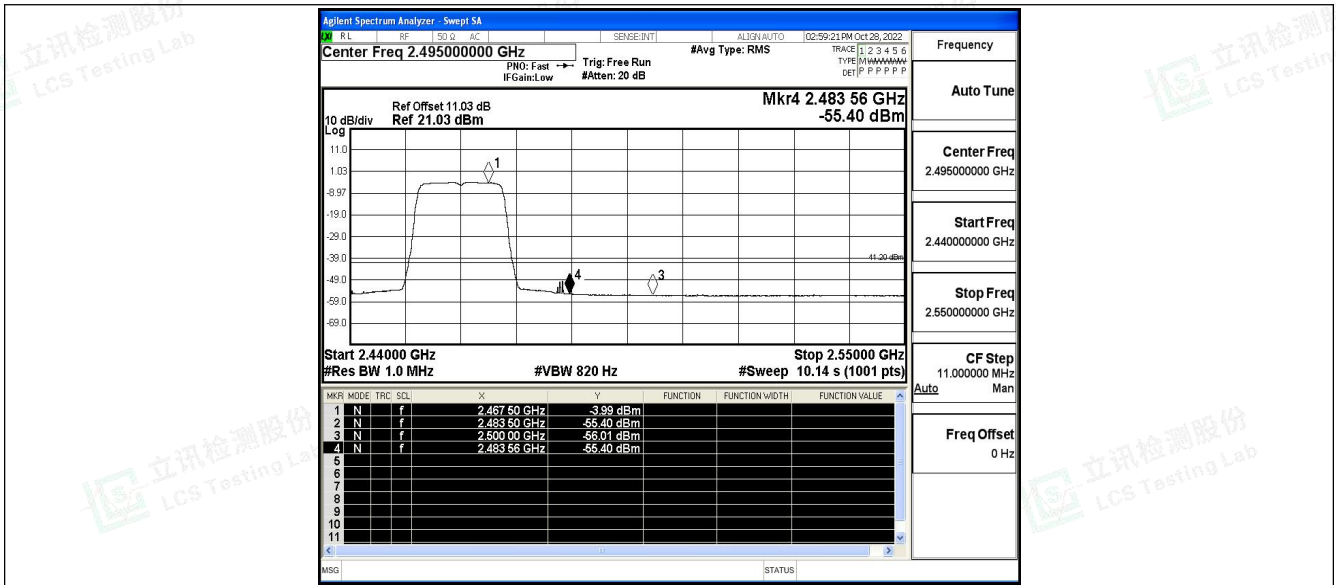 Agilent Spectrum Analyzer - Swept SA
RL RF 50 Ω AC SENSE:INT ALIGNAUTO 02:59:21 PM Oct 28, 2022
Center Freq 2.495000000 GHz
PNO: Fast
IFGain:Low
Trig: Free Run
#Atten: 20 dB
#Avg Type: RMS
TRACE 1 2 3 4 5 6
TYPE M WWWWW
DET P P P P P P
Frequency
Auto Tune
Center Freq
2.495000000 GHz
Start Freq
2.440000000 GHz
Stop Freq
2.550000000 GHz
CF Step
11.000000 MHz
Auto Man
Freq Offset
0 Hz
Mkr4 2.483 56 GHz
-55.40 dBm
Ref Offset 11.03 dB
10 dB/div Ref 21.03 dBm
Log
11.0
1.03
-8.97
-19.0
-29.0
-39.0
-49.0
-59.0
-69.0
1
4
3
41.20 dBm
Start 2.44000 GHz Stop 2.55000 GHz
#Res BW 1.0 MHz #VBW 820 Hz #Sweep 10.14 s (1001 pts)
MKR MODE TRC SCL X Y FUNCTION FUNCTION WIDTH FUNCTION VALUE
1 N f 2.467 50 GHz -3.99 dBm
2 N f 2.483 50 GHz -55.40 dBm
3 N f 2.500 00 GHz -56.01 dBm
4 N f 2.483 56 GHz -55.40 dBm
5
6
7
8
9
10
11
MSG STATUS
立讯检测股份
LCS Testing Lab
立讯检测
LCS Test
立讯检测股份
LCS Testing Lab
立讯检测股份
LCS Testing Lab